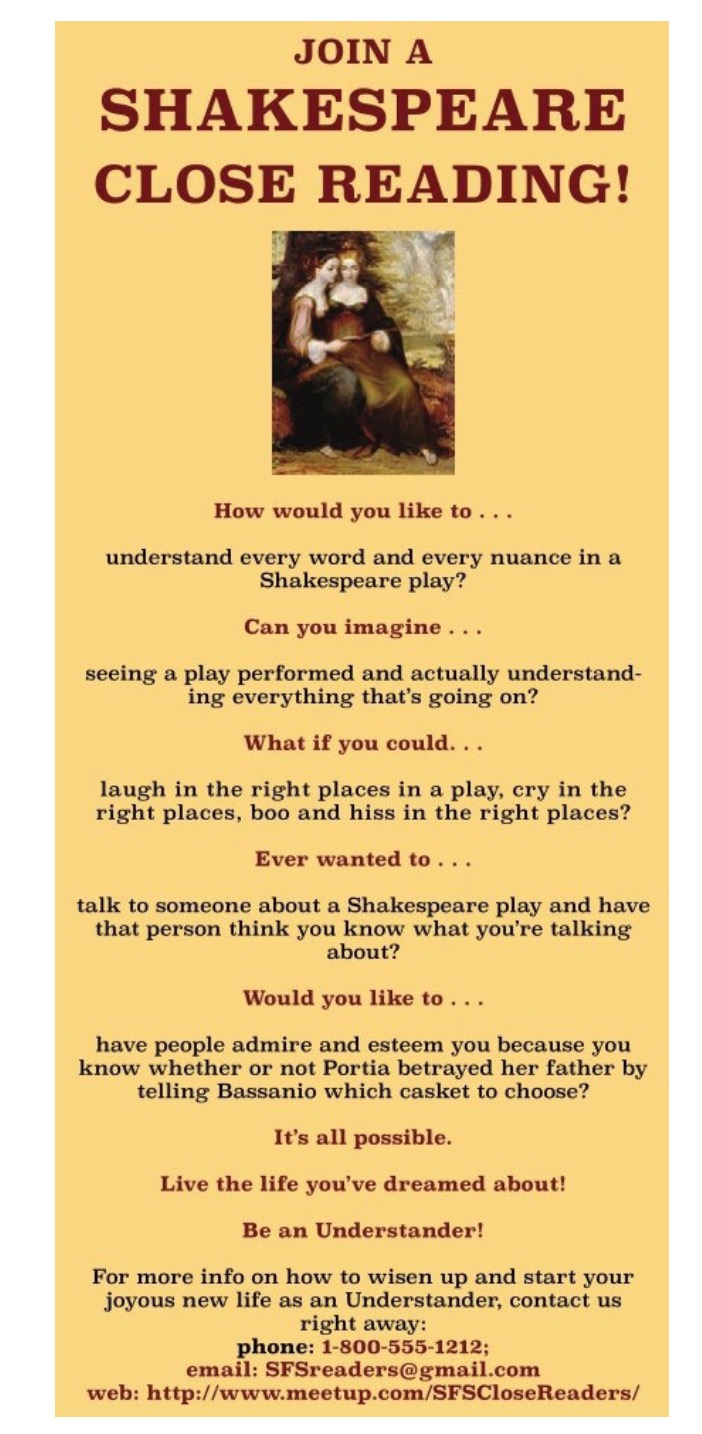 JOIN A
SHAKESPEARE
CLOSE READING!
How would you like to . . .
understand every word and every nuance in a
Shakespeare play?
Can you imagine . . .
seeing a play performed and actually understand-
ing everything that's going on?
What if you could. . .
laugh in the right places in a play, cry in the
right places, boo and hiss in the right places?
Ever wanted to . . .
talk to someone about a Shakespeare play and have
that person think you know what you're talking
about?
Would you like to . . .
have people admire and esteem you because you
know whether or not Portia betrayed her father by
telling Bassanio which casket to choose?
It's all possible.
Live the life you've dreamed about!
Be an Understander!
For more info on how to wisen up and start your
joyous new life as an Understander, contact us
right away:
phone: 1-800-555-1212;
email: SFSreaders@gmail.com
web: http://www.meetup.com/SFSCloseReaders/